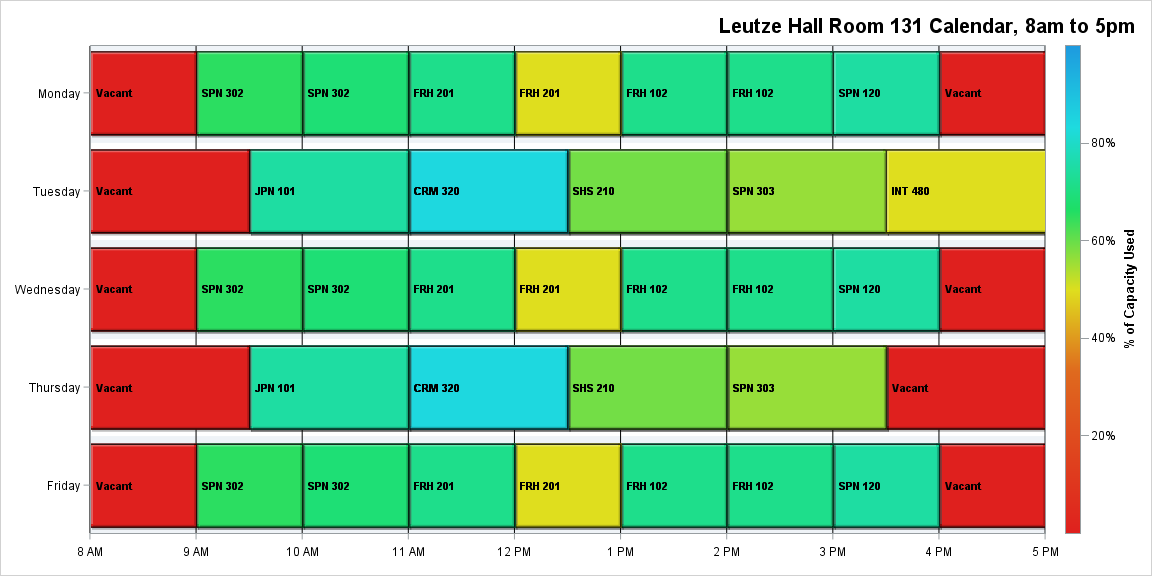 Leutze Hall Room 131 Calendar, 8am to 5pm
Monday Vacant SPN 302 SPN 302 FRH 201 FRH 201 FRH 102 FRH 102 SPN 120 Vacant
80%
Tuesday Vacant JPN 101 CRM 320 SHS 210 SPN 303 INT 480
60%
% of Capacity Used
Wednesday Vacant SPN 302 SPN 302 FRH 201 FRH 201 FRH 102 FRH 102 SPN 120 Vacant
40%
Thursday Vacant JPN 101 CRM 320 SHS 210 SPN 303 Vacant
20%
Friday Vacant SPN 302 SPN 302 FRH 201 FRH 201 FRH 102 FRH 102 SPN 120 Vacant
8 AM 9 AM 10 AM 11 AM 12 PM 1 PM 2 PM 3 PM 4 PM 5 PM